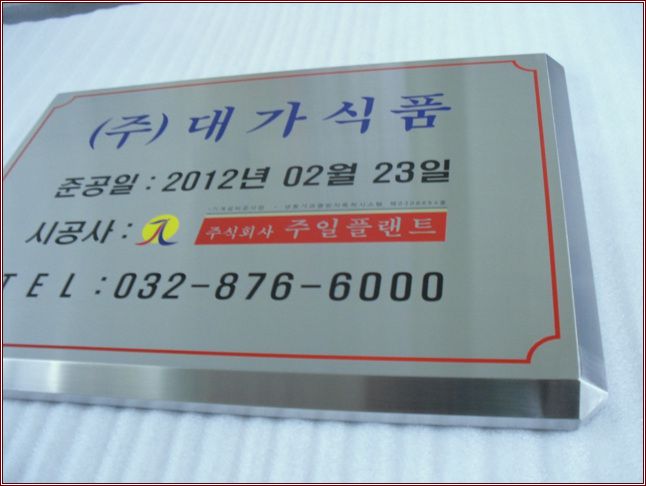 (주) 대가식품
준공일 : 2012년 02월 23일
시공사 :
주식회사 주일플랜트
TEL : 032-876-6000